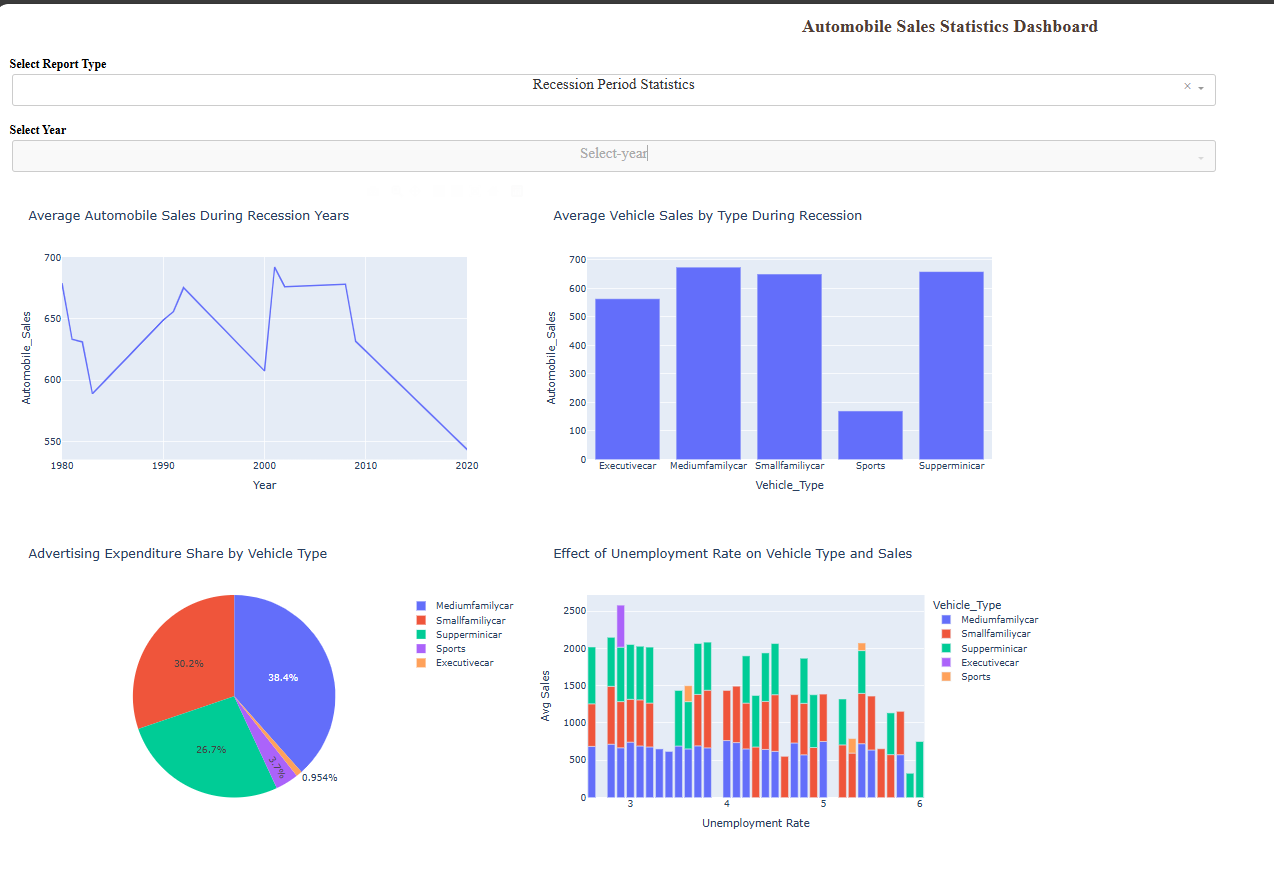 Automobile Sales Statistics Dashboard
Select Report Type
Recession Period Statistics
×
Select Year
Select-year
Average Automobile Sales During Recession Years
700
650
600
550
Automobile_Sales
1980 1990 2000 2010 2020
Year
Average Vehicle Sales by Type During Recession
700
600
500
400
300
200
100
0
Automobile_Sales
Executivecar Mediumfamilycar Smallfamiliycar Sports Supperminicar
Vehicle_Type
Advertising Expenditure Share by Vehicle Type
38.4%
30.2%
26.7%
3.7%
0.954%
Mediumfamilycar
Smallfamiliycar
Supperminicar
Sports
Executivecar
Effect of Unemployment Rate on Vehicle Type and Sales
2500
2000
1500
1000
500
0
Avg Sales
3 4 5 6
Unemployment Rate
Vehicle_Type
Mediumfamilycar
Smallfamiliycar
Supperminicar
Executivecar
Sports